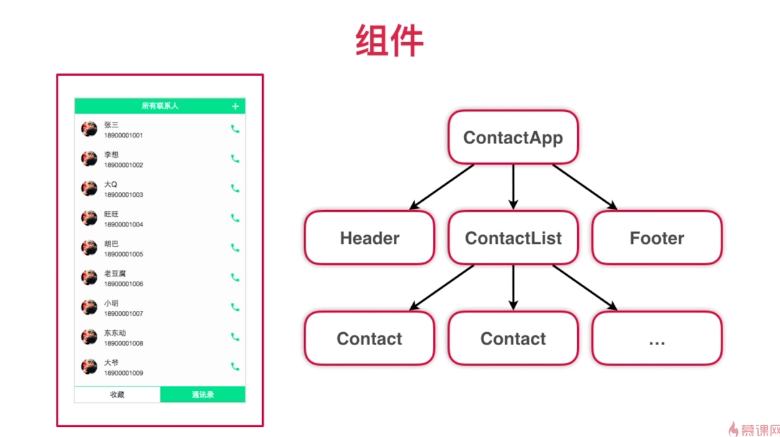 组件
所有联系人 +
张三
18900001001
李想
18900001002
大Q
18900001003
旺旺
18900001004
胡巴
18900001005
老豆腐
18900001006
小明
18900001007
东东动
18900001008
大爷
18900001009
收藏 通讯录
ContactApp
Header ContactList Footer
Contact Contact ...
慕课网